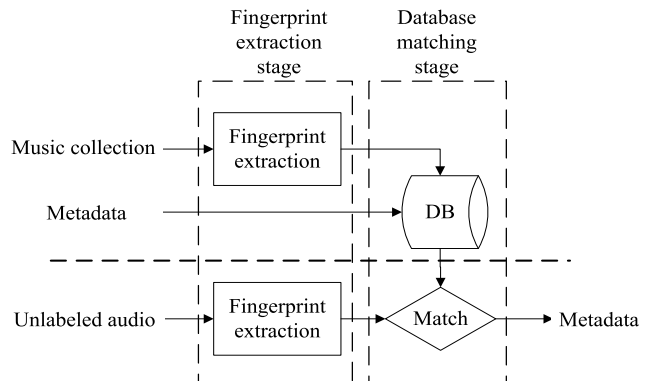 Fingerprint
extraction
stage
Database
matching
stage
Music collection
Fingerprint
extraction
Metadata
DB
Unlabeled audio
Fingerprint
extraction
Match
Metadata